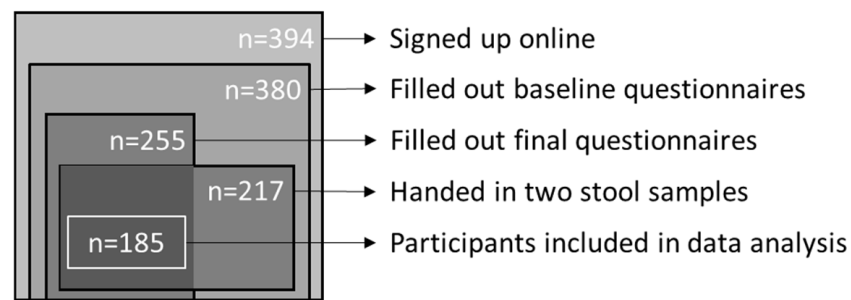 n=394 Signed up online
n=380 Filled out baseline questionnaires
n=255 Filled out final questionnaires
n=217 Handed in two stool samples
n=185 Participants included in data analysis